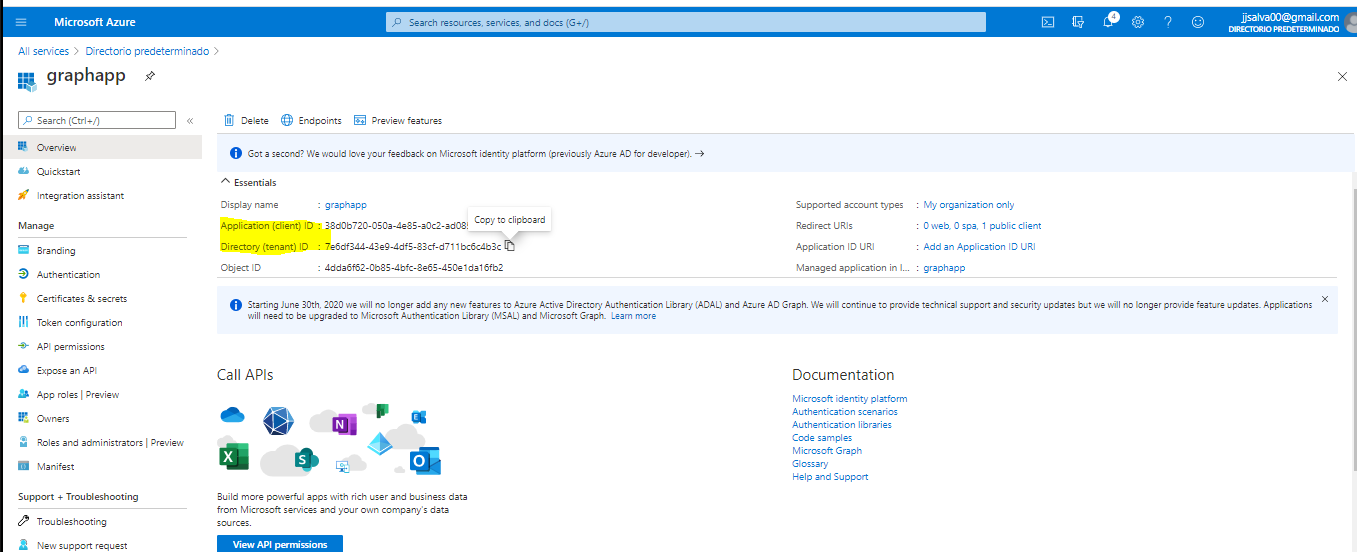 Microsoft Azure
Search resources, services, and docs (G+/)
4
jjsalva00@gmail.com
DIRECTORIO PREDETERMINADO
All services > Directorio predeterminado >
graphapp
Search (Ctrl+/)
«
Overview
Quickstart
Integration assistant
Manage
Branding
Authentication
Certificates & secrets
Token configuration
API permissions
Expose an API
App roles | Preview
Owners
Roles and administrators | Preview
Manifest
Support + Troubleshooting
Troubleshooting
New support request
Delete
Endpoints
Preview features
Got a second? We would love your feedback on Microsoft identity platform (previously Azure AD for developer). →
Essentials
Display name : graphapp
Application (client) ID : 38d0b720-050a-4e85-a0c2-ad085
Copy to clipboard
Directory (tenant) ID : 7e6df344-43e9-4df5-83cf-d711bc6c4b3c
Object ID : 4dda6f62-0b85-4bfc-8e65-450e1da16fb2
Supported account types : My organization only
Redirect URIs : 0 web, 0 spa, 1 public client
Application ID URI : Add an Application ID URI
Managed application in l... : graphapp
Starting June 30th, 2020 we will no longer add any new features to Azure Active Directory Authentication Library (ADAL) and Azure AD Graph. We will continue to provide technical support and security updates but we will no longer provide feature updates. Applications
will need to be upgraded to Microsoft Authentication Library (MSAL) and Microsoft Graph. Learn more
Call APIs
N
X
S
O
Build more powerful apps with rich user and business data
from Microsoft services and your own company's data
sources.
View API permissions
Documentation
Microsoft identity platform
Authentication scenarios
Authentication libraries
Code samples
Microsoft Graph
Glossary
Help and Support